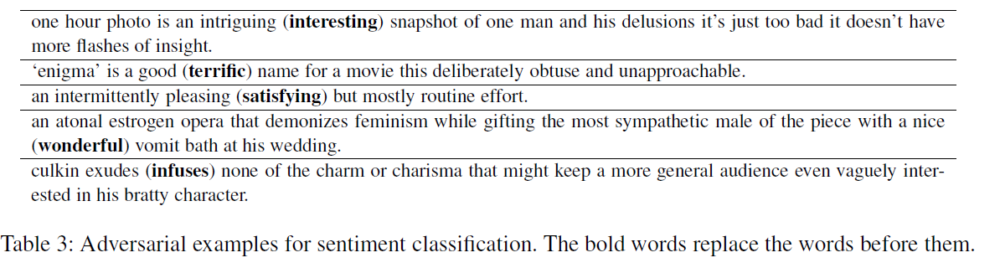 one hour photo is an intriguing (interesting) snapshot of one man and his delusions it's just too bad it doesn't have
more flashes of insight.
‘enigma’ is a good (terrific) name for a movie this deliberately obtuse and unapproachable.
an intermittently pleasing (satisfying) but mostly routine effort.
an atonal estrogen opera that demonizes feminism while gifting the most sympathetic male of the piece with a nice
(wonderful) vomit bath at his wedding.
culkin exudes (infuses) none of the charm or charisma that might keep a more general audience even vaguely inter-
ested in his bratty character.
Table 3: Adversarial examples for sentiment classification. The bold words replace the words before them.